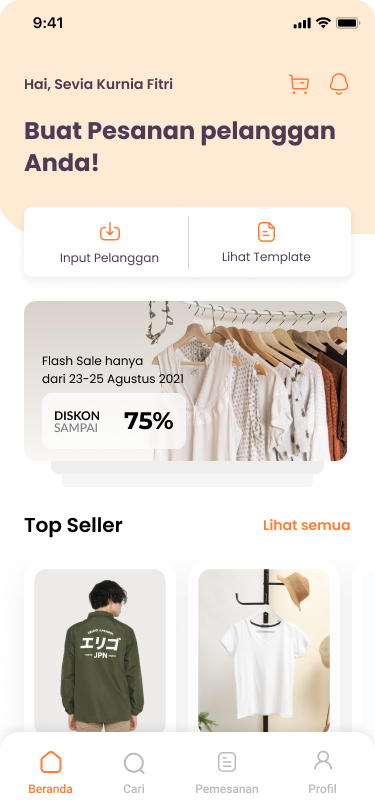 9:41
Hai, Sevia Kurnia Fitri
Buat Pesanan pelanggan
Anda!
Input Pelanggan
Lihat Template
Flash Sale hanya
dari 23-25 Agustus 2021
DISKON
SAMPAI
75%
Top Seller
Lihat semua
エリゴ
JPN
Beranda
Cari
Pemesanan
Profil